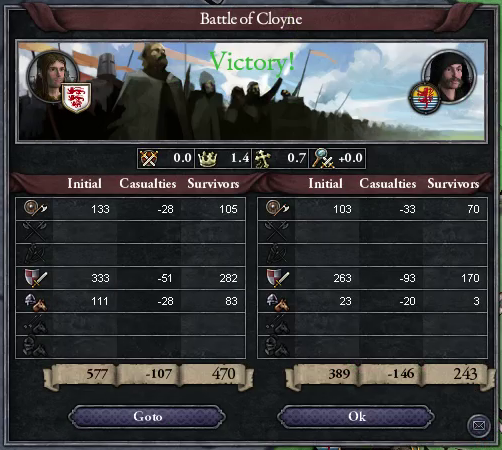 Battle of Cloyne
Victory!
0.0 1.4 0.7 +0.0
Initial Casualties Survivors Initial Casualties Survivors
133 -28 105 103 -33 70
333 -51 282 263 -93 170
111 -28 83 23 -20 3
577 -107 470 389 -146 243
Goto Ok